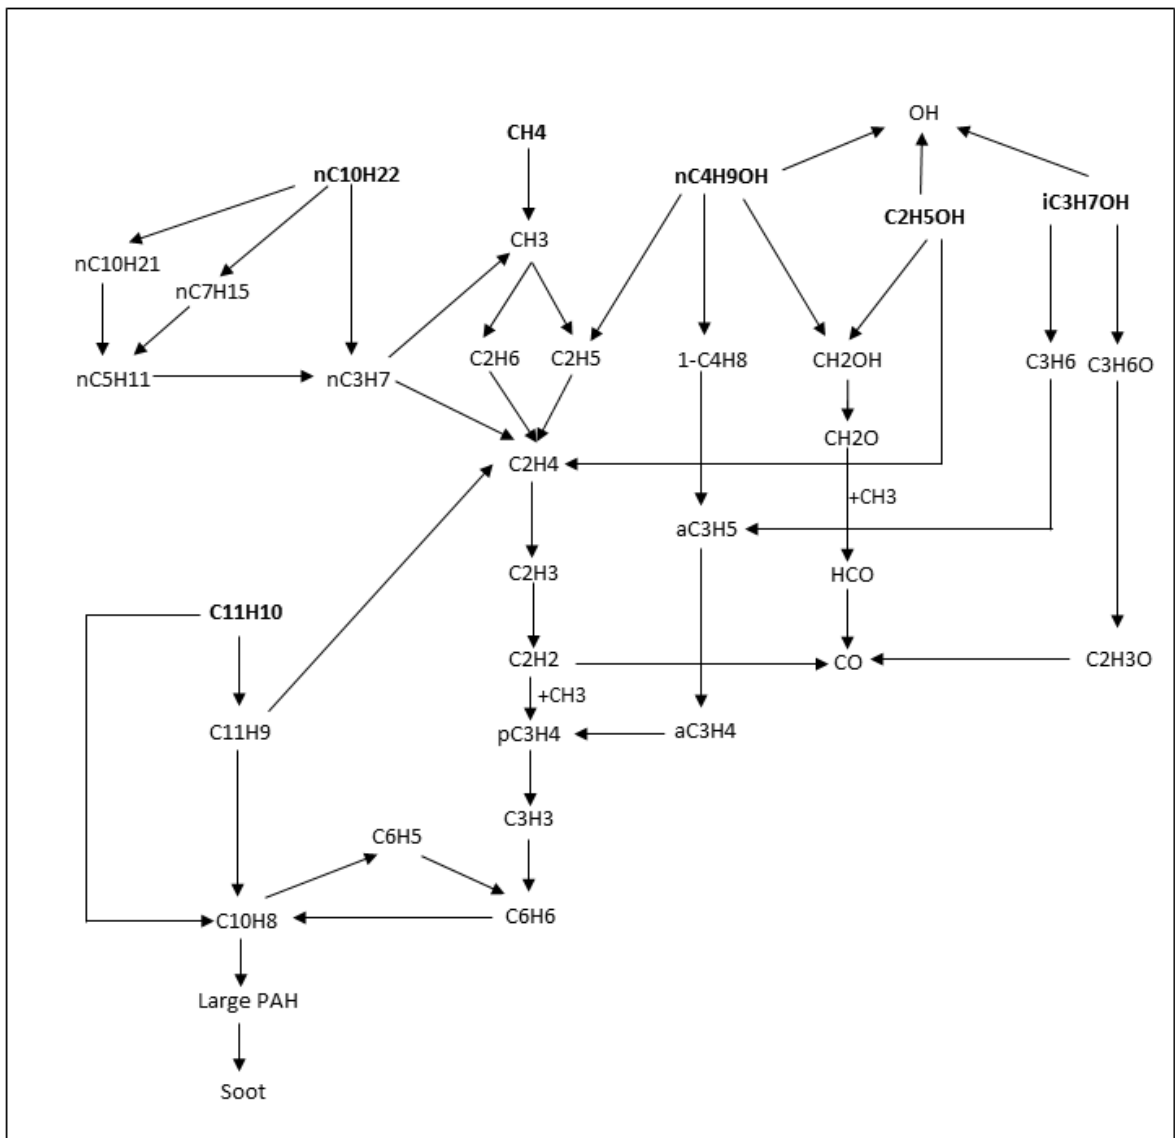 OH
CH4
nC10H22
nC4H9OH
C2H5OH
iC3H7OH
CH3
nC10H21
nC7H15
nC5H11
nC3H7
C2H6
C2H5
1-C4H8
CH2OH
C3H6
C3H6O
CH2O
C2H4
+CH3
aC3H5
C2H3
HCO
C11H10
C2H2
CO
C2H3O
+CH3
C11H9
pC3H4
aC3H4
C3H3
C6H5
C10H8
C6H6
Large PAH
Soot